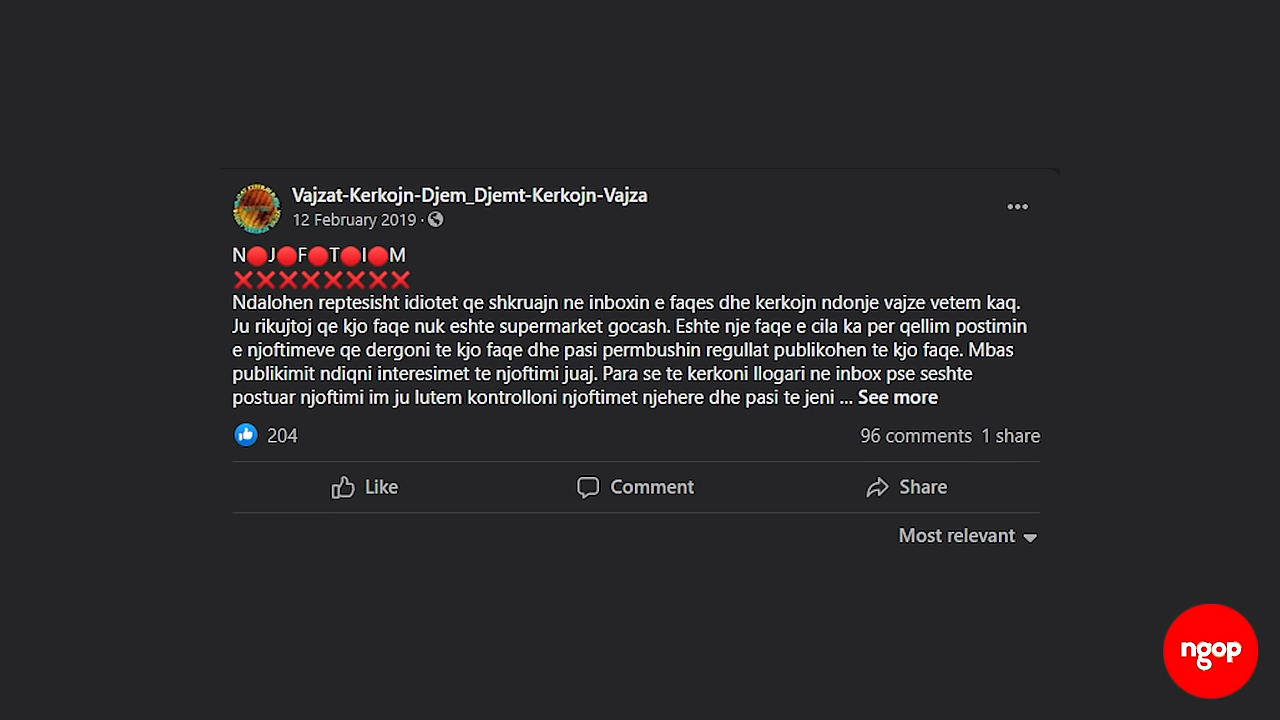 Vajzat-Kerkojn-Djem_Djemt-Kerkojn-Vajza
12 February 2019 ·
N🔴J🔴F🔴T🔴I🔴M
❌❌❌❌❌❌❌❌
Ndalohen reptesisht idiotet qe shkruajn ne inboxin e faqes dhe kerkojn ndonje vajze vetem kaq.
Ju rikujtoj qe kjo faqe nuk eshte supermarket gocash. Eshte nje faqe e cila ka per qellim postimin
e njoftimeve qe dergoni te kjo faqe dhe pasi permbushin regullat publikohen te kjo faqe. Mbas
publikimit ndiqni interesimet te njoftimi juaj. Para se te kerkoni llogari ne inbox pse seshte
postuar njoftimi im ju lutem kontrolloni njoftimet njehere dhe pasi te jeni ... See more
204 96 comments 1 share
Like Comment Share
Most relevant
ngop